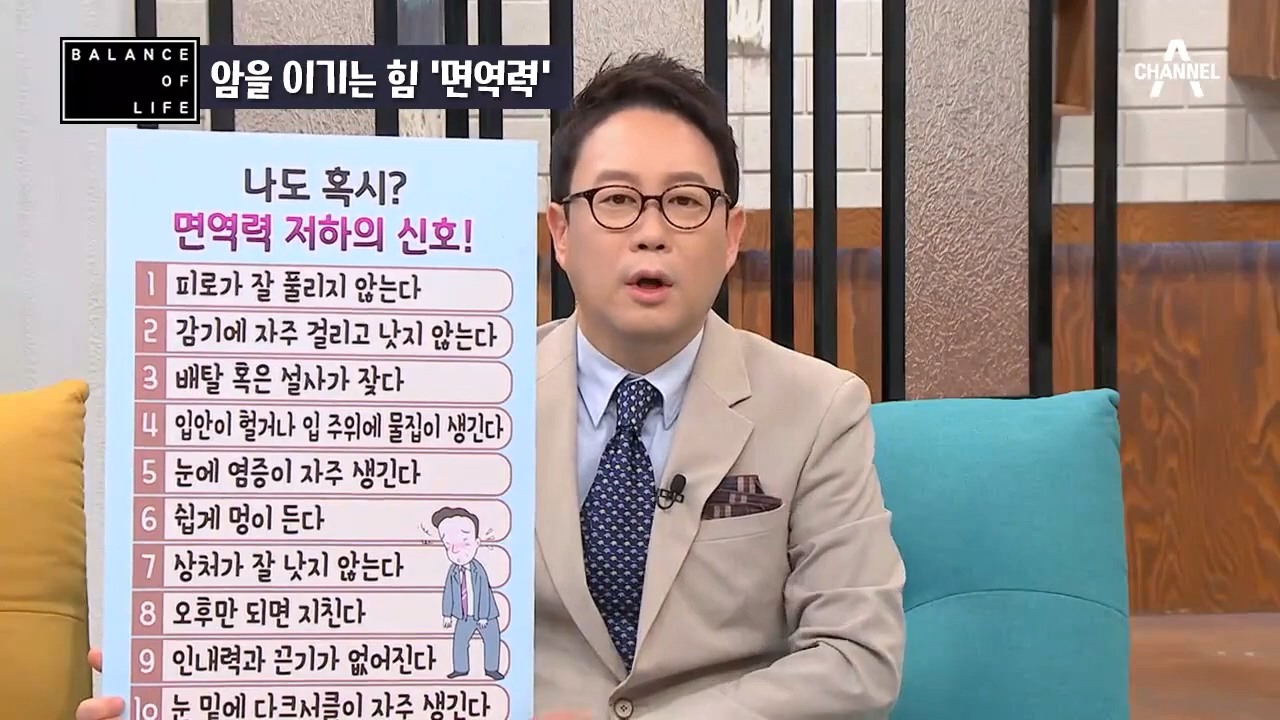 BALANCE
OF
LIFE
암을 이기는 힘 '면역력'
CHANNEL A
나도 혹시?
면역력 저하의 신호!
1 피로가 잘 풀리지 않는다
2 감기에 자주 걸리고 낫지 않는다
3 배탈 혹은 설사가 잦다
4 입안이 헐거나 입 주위에 물집이 생긴다
5 눈에 염증이 자주 생긴다
6 쉽게 멍이 든다
7 상처가 잘 낫지 않는다
8 오후만 되면 지친다
9 인내력과 끈기가 없어진다
10 눈 밑에 다크서클이 자주 생긴다